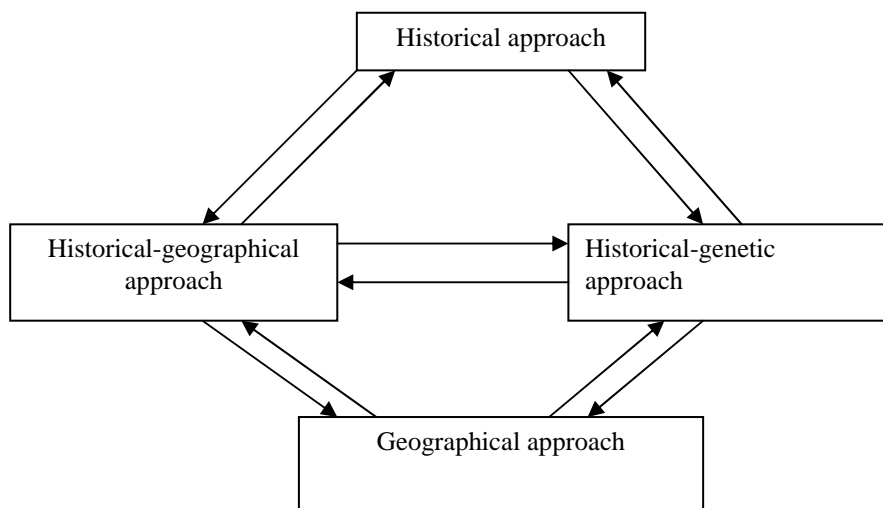 Historical approach
Historical-geographical
approach
Historical-genetic
approach
Geographical approach